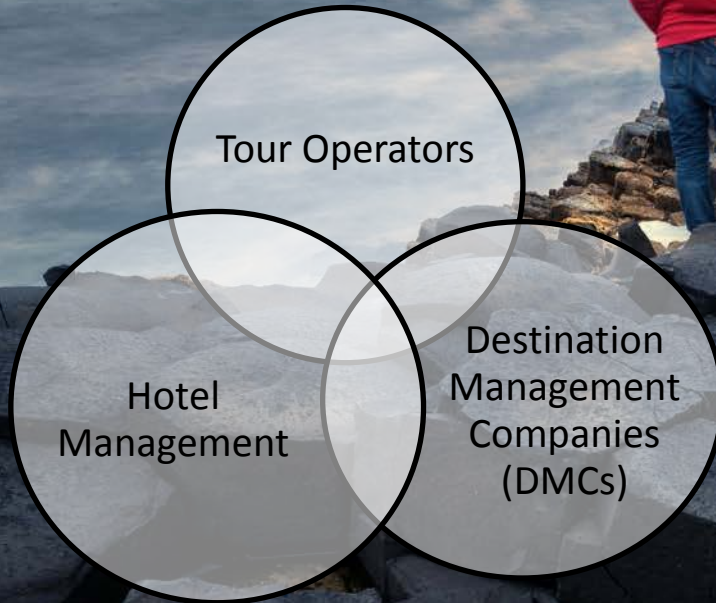 Tour Operators
Hotel
Management
Destination
Management
Companies
(DMCs)